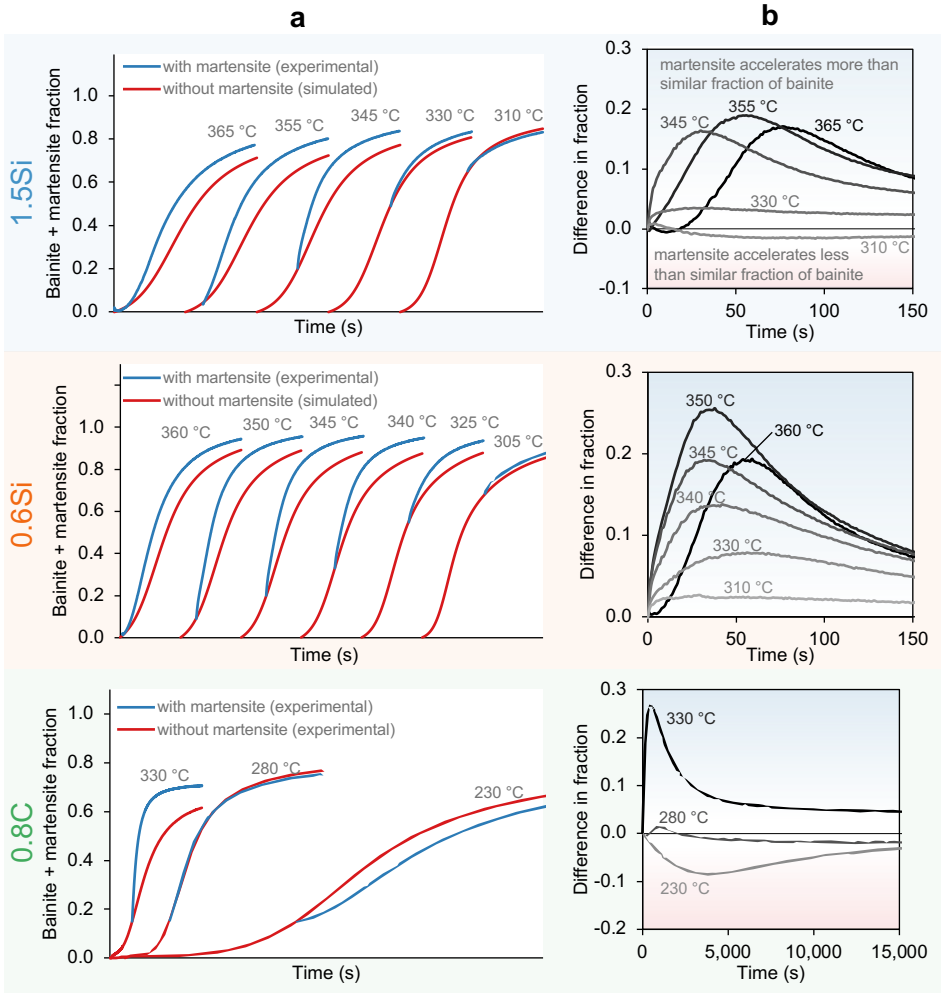 a
b
1.5Si
Bainite + martensite fraction
1.0
0.8
0.6
0.4
0.2
0.0
with martensite (experimental)
without martensite (simulated)
365 °C
355 °C
345 °C
330 °C
310 °C
Time (s)
Difference in fraction
0.3
0.2
0.1
0.0
-0.1
martensite accelerates more than
similar fraction of bainite
345 °C
355 °C
365 °C
330 °C
310 °C
martensite accelerates less
than similar fraction of bainite
0
50
100
150
Time (s)
0.6Si
Bainite + martensite fraction
1.0
0.8
0.6
0.4
0.2
0.0
with martensite (experimental)
without martensite (simulated)
360 °C
350 °C
345 °C
340 °C
325 °C
305 °C
Time (s)
Difference in fraction
0.3
0.2
0.1
0.0
350 °C
360 °C
345 °C
340 °C
330 °C
310 °C
0
50
100
150
Time (s)
0.8C
Bainite + martensite fraction
1.0
0.8
0.6
0.4
0.2
0.0
with martensite (experimental)
without martensite (experimental)
330 °C
280 °C
230 °C
Time (s)
Difference in fraction
0.3
0.2
0.1
0.0
-0.1
-0.2
330 °C
280 °C
230 °C
0
5,000
10,000
15,000
Time (s)